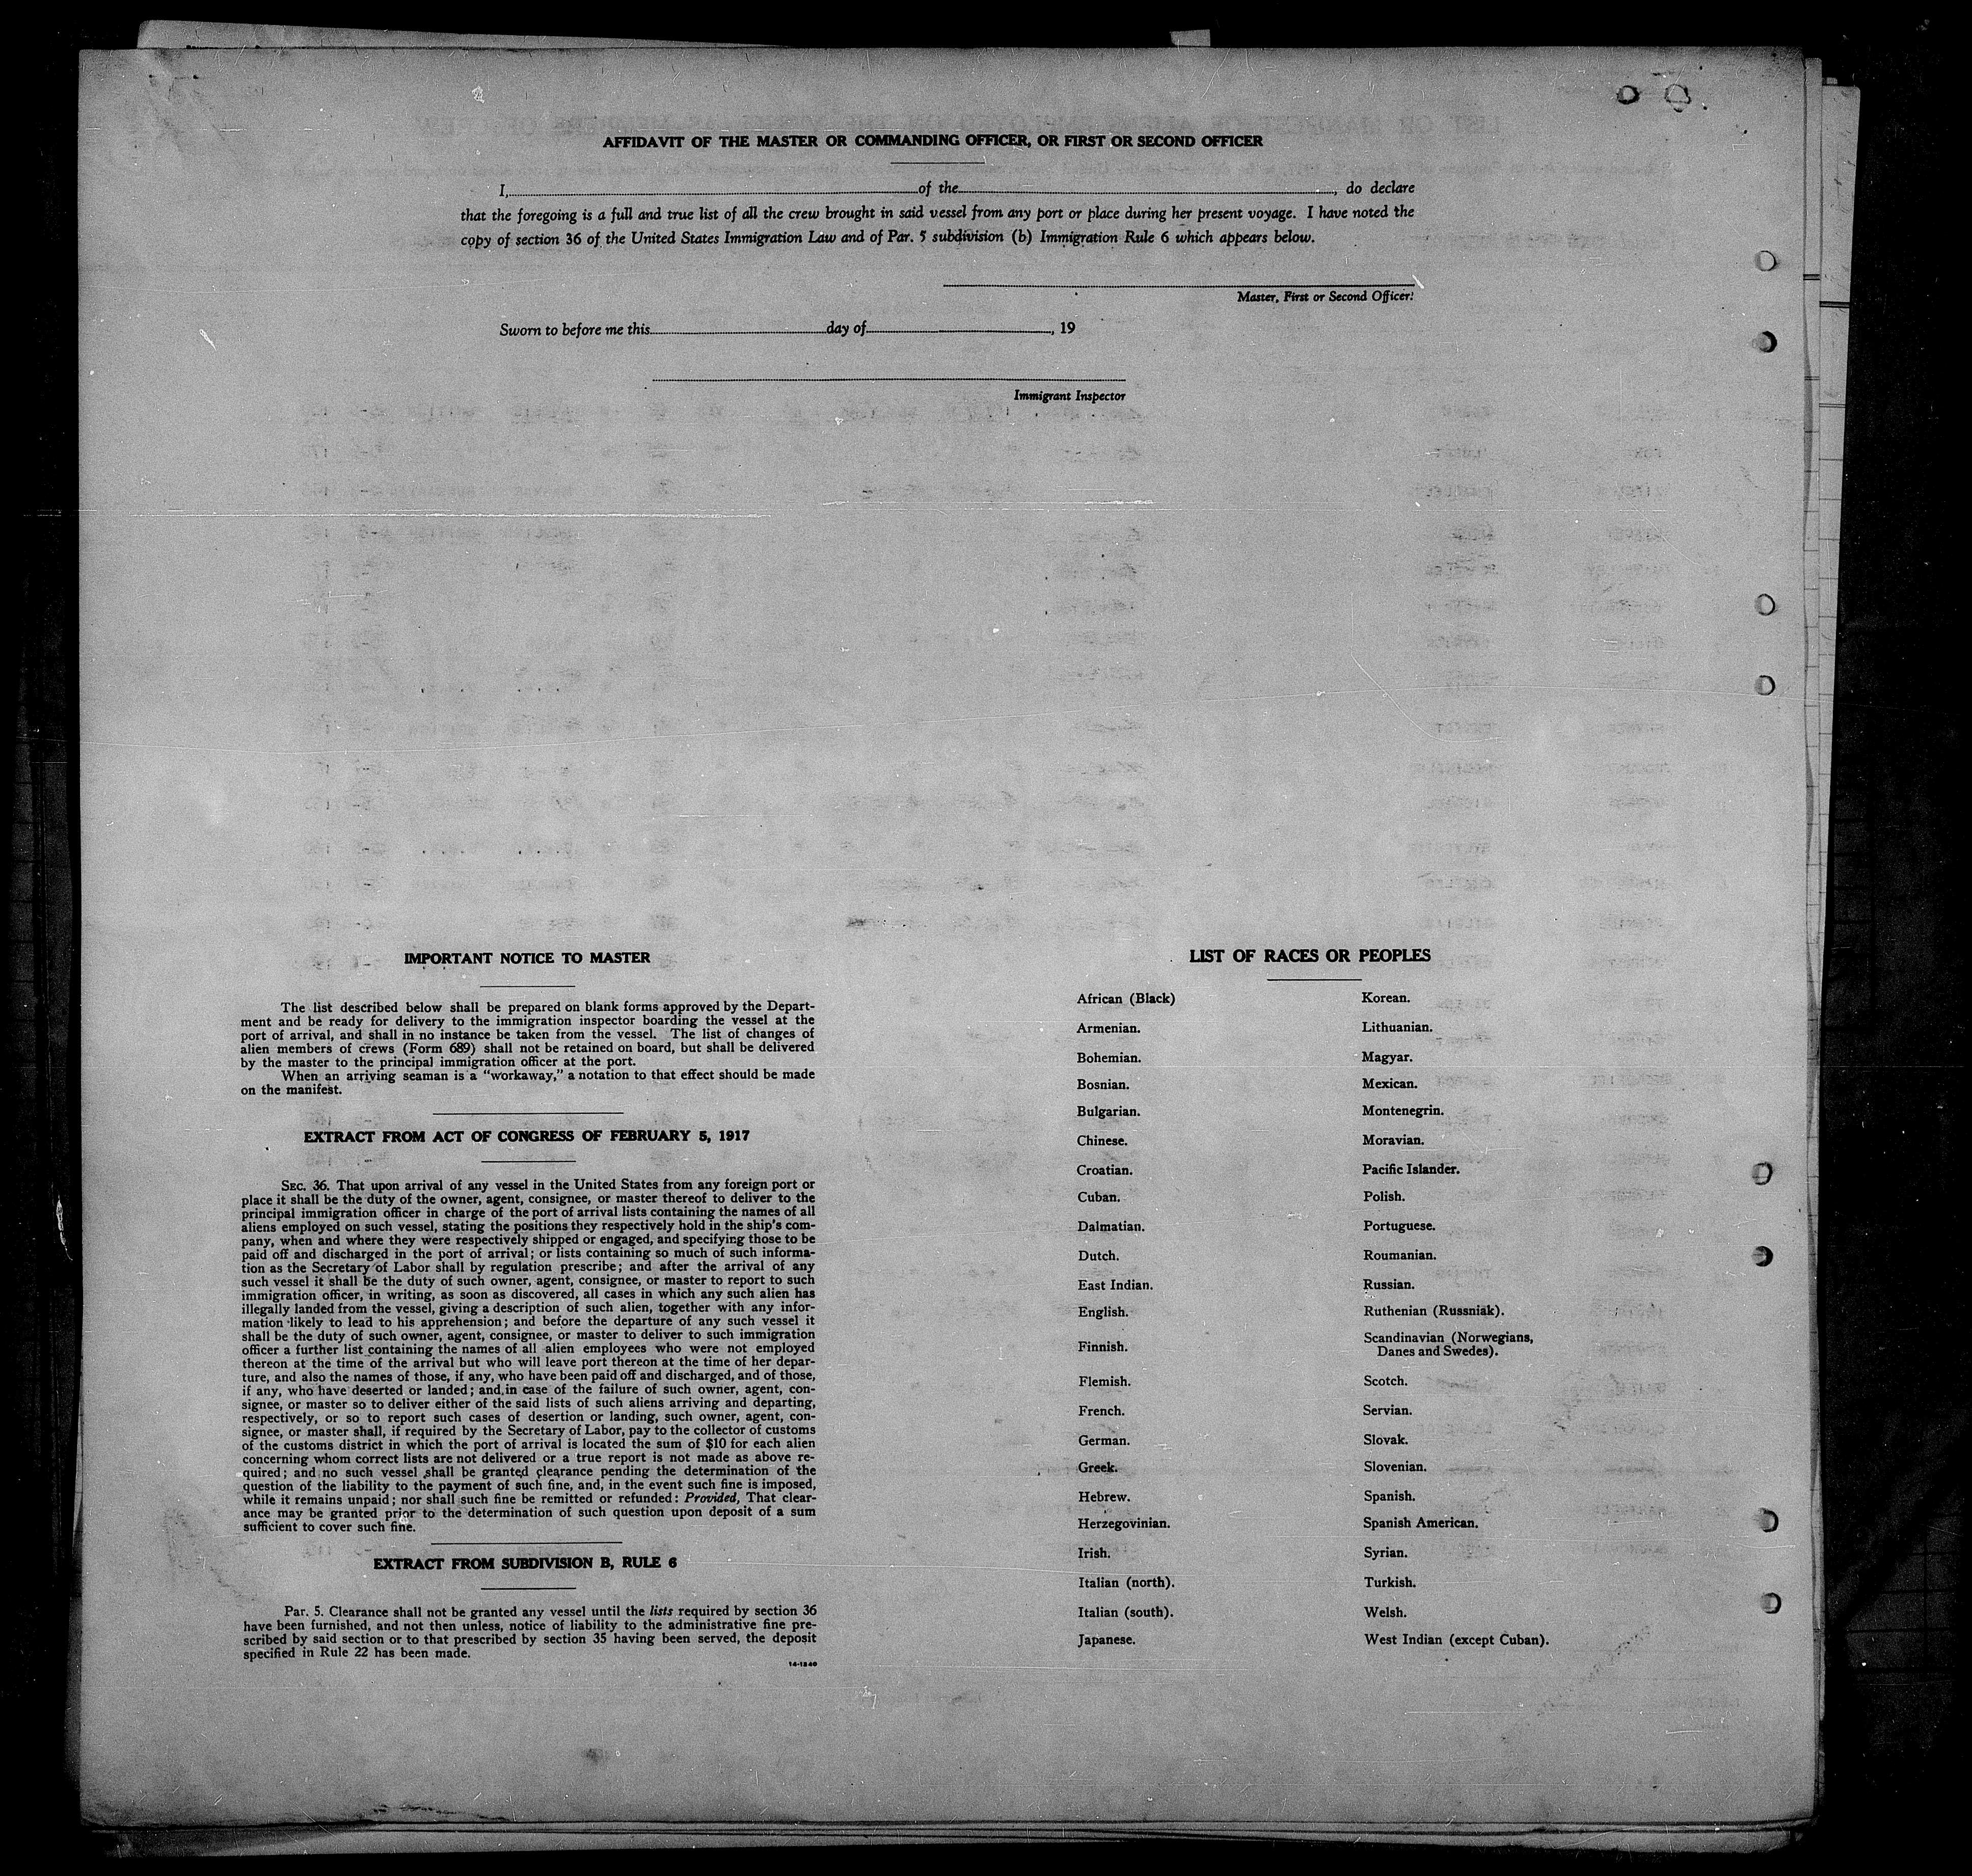 AFFIDAVIT OF THE MASTER OR COMMANDING OFFICER, OR FIRST OR SECOND OFFICER
I, of the , do declare
that the foregoing is a full and true list of all the crew brought in said vessel from any port or place during her present voyage. I have noted the
copy of section 36 of the United States Immigration Law and of Par. 5 subdivision (b) Immigration Rule 6 which appears below.
Master, First or Second Officer.
Sworn to before me this day of , 19
Immigrant Inspector
IMPORTANT NOTICE TO MASTER
The list described below shall be prepared on blank forms approved by the Depart-
ment and be ready for delivery to the immigration inspector boarding the vessel at the
port of arrival, and shall in no instance be taken from the vessel. The list of changes of
alien members of crews (Form 689) shall not be retained on board, but shall be delivered
by the master to the principal immigration officer at the port.
When an arriving seaman is a "workaway," a notation to that effect should be made
on the manifest.
EXTRACT FROM ACT OF CONGRESS OF FEBRUARY 5, 1917
SEC. 36. That upon arrival of any vessel in the United States from any foreign port or
place it shall be the duty of the owner, agent, consignee, or master thereof to deliver to the
principal immigration officer in charge of the port of arrival lists containing the names of all
aliens employed on such vessel, stating the positions they respectively hold in the ship's com-
pany, when and where they were respectively shipped or engaged, and specifying those to be
paid off and discharged in the port of arrival; or lists containing so much of such informa-
tion as the Secretary of Labor shall by regulation prescribe; and after the arrival of any
such vessel it shall be the duty of such owner, agent, consignee, or master to report to such
immigration officer, in writing, as soon as discovered, all cases in which any such alien has
illegally landed from the vessel, giving a description of such alien, together with any infor-
mation likely to lead to his apprehension; and before the departure of any such vessel it
shall be the duty of such owner, agent, consignee, or master to deliver to such immigration
officer a further list containing the names of all alien employees who were not employed
thereon at the time of the arrival but who will leave port thereon at the time of her depar-
ture, and also the names of those, if any, who have been paid off and discharged, and of those,
if any, who have deserted or landed; and in case of the failure of such owner, agent, con-
signee, or master so to deliver either of the said lists of such aliens arriving and departing,
respectively, or so to report such cases of desertion or landing, such owner, agent, con-
signee, or master shall, if required by the Secretary of Labor, pay to the collector of customs
of the customs district in which the port of arrival is located the sum of $10 for each alien
concerning whom correct lists are not delivered or a true report is not made as above re-
quired; and no such vessel shall be granted clearance pending the determination of the
question of the liability to the payment of such fine, and, in the event such fine is imposed,
while it remains unpaid; nor shall such fine be remitted or refunded: Provided, That clear-
ance may be granted prior to the determination of such question upon deposit of a sum
sufficient to cover such fine.
EXTRACT FROM SUBDIVISION B, RULE 6
Par. 5. Clearance shall not be granted any vessel until the lists required by section 36
have been furnished, and not then unless, notice of liability to the administrative fine pre-
scribed by said section or to that prescribed by section 35 having been served, the deposit
specified in Rule 22 has been made.
14-1240
LIST OF RACES OR PEOPLES
African (Black)
Armenian.
Bohemian.
Bosnian.
Bulgarian.
Chinese.
Croatian.
Cuban.
Dalmatian.
Dutch.
East Indian.
English.
Finnish.
Flemish.
French.
German.
Greek.
Hebrew.
Herzegovinian.
Irish.
Italian (north).
Italian (south).
Japanese.
Korean.
Lithuanian.
Magyar.
Mexican.
Montenegrin.
Moravian.
Pacific Islander.
Polish.
Portuguese.
Roumanian.
Russian.
Ruthenian (Russniak).
Scandinavian (Norwegians,
Danes and Swedes).
Scotch.
Servian.
Slovak.
Slovenian.
Spanish.
Spanish American.
Syrian.
Turkish.
Welsh.
West Indian (except Cuban).